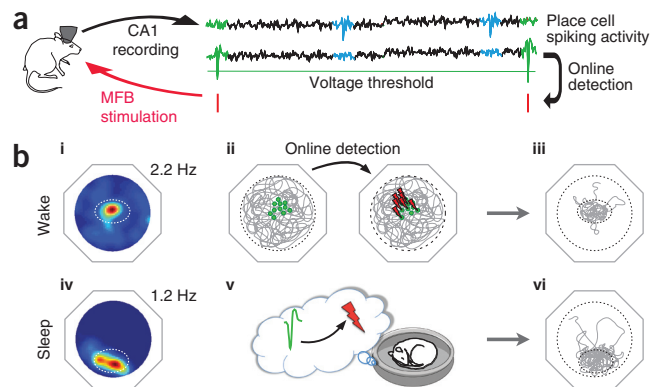 a
CA1
recording
Place cell
spiking activity
Voltage threshold
Online
detection
MFB
stimulation
b
i
2.2 Hz
ii
Online detection
iii
Wake
iv
1.2 Hz
v
vi
Sleep